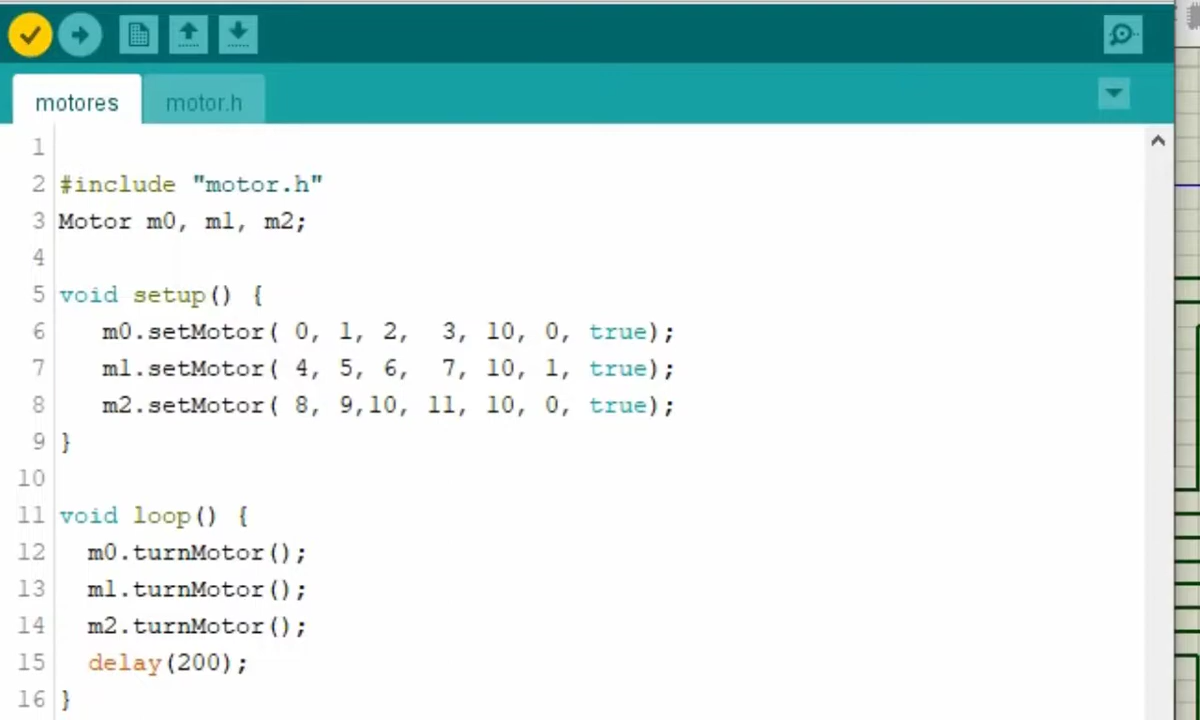 motores motor.h
1
2 #include "motor.h"
3 Motor m0, m1, m2;
4
5 void setup() {
6 m0.setMotor( 0, 1, 2, 3, 10, 0, true);
7 m1.setMotor( 4, 5, 6, 7, 10, 1, true);
8 m2.setMotor( 8, 9,10, 11, 10, 0, true);
9 }
10
11 void loop() {
12 m0.turnMotor();
13 m1.turnMotor();
14 m2.turnMotor();
15 delay(200);
16 }